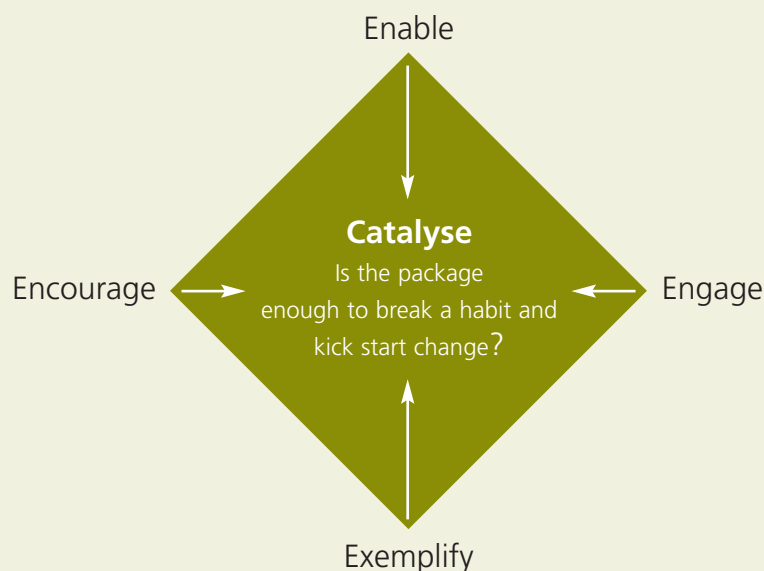 Enable
Catalyse
Is the package
Encourage
Engage
enough to break a habit and
kick start change?
Exemplify